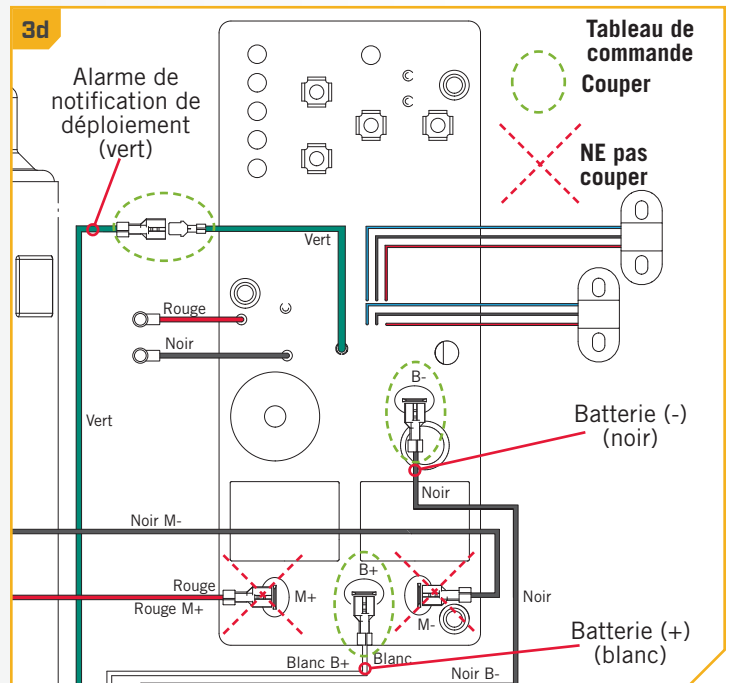 3d
Tableau de
commande
Couper
NE pas
couper
Alarme de
notification de
déploiement
(vert)
Vert
Rouge
Noir
Vert
B-
Batterie (-)
(noir)
Noir
Noir M-
B+
Rouge
M+
Rouge M+
M-
Noir
Batterie (+)
(blanc)
Blanc B+
Blanc
Noir B-